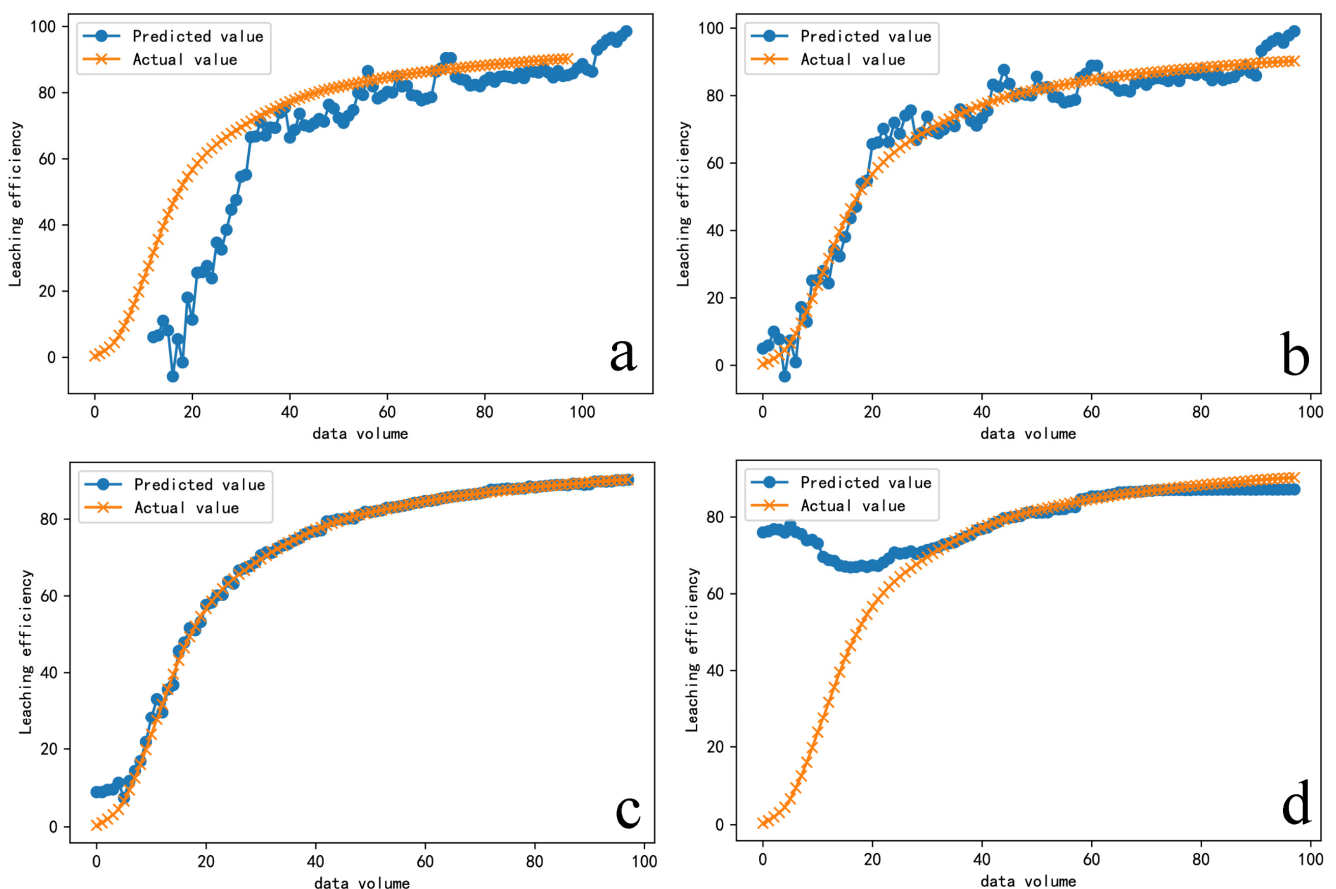 100
80
60
40
20
0
Leaching efficiency
Predicted value
Actual value
a
0 20 40 60 80 100
data volume
100
80
60
40
20
0
Leaching efficiency
Predicted value
Actual value
b
0 20 40 60 80 100
data volume
80
60
40
20
0
Leaching efficiency
Predicted value
Actual value
c
0 20 40 60 80 100
data volume
80
60
40
20
0
Leaching efficiency
Predicted value
Actual value
d
0 20 40 60 80 100
data volume